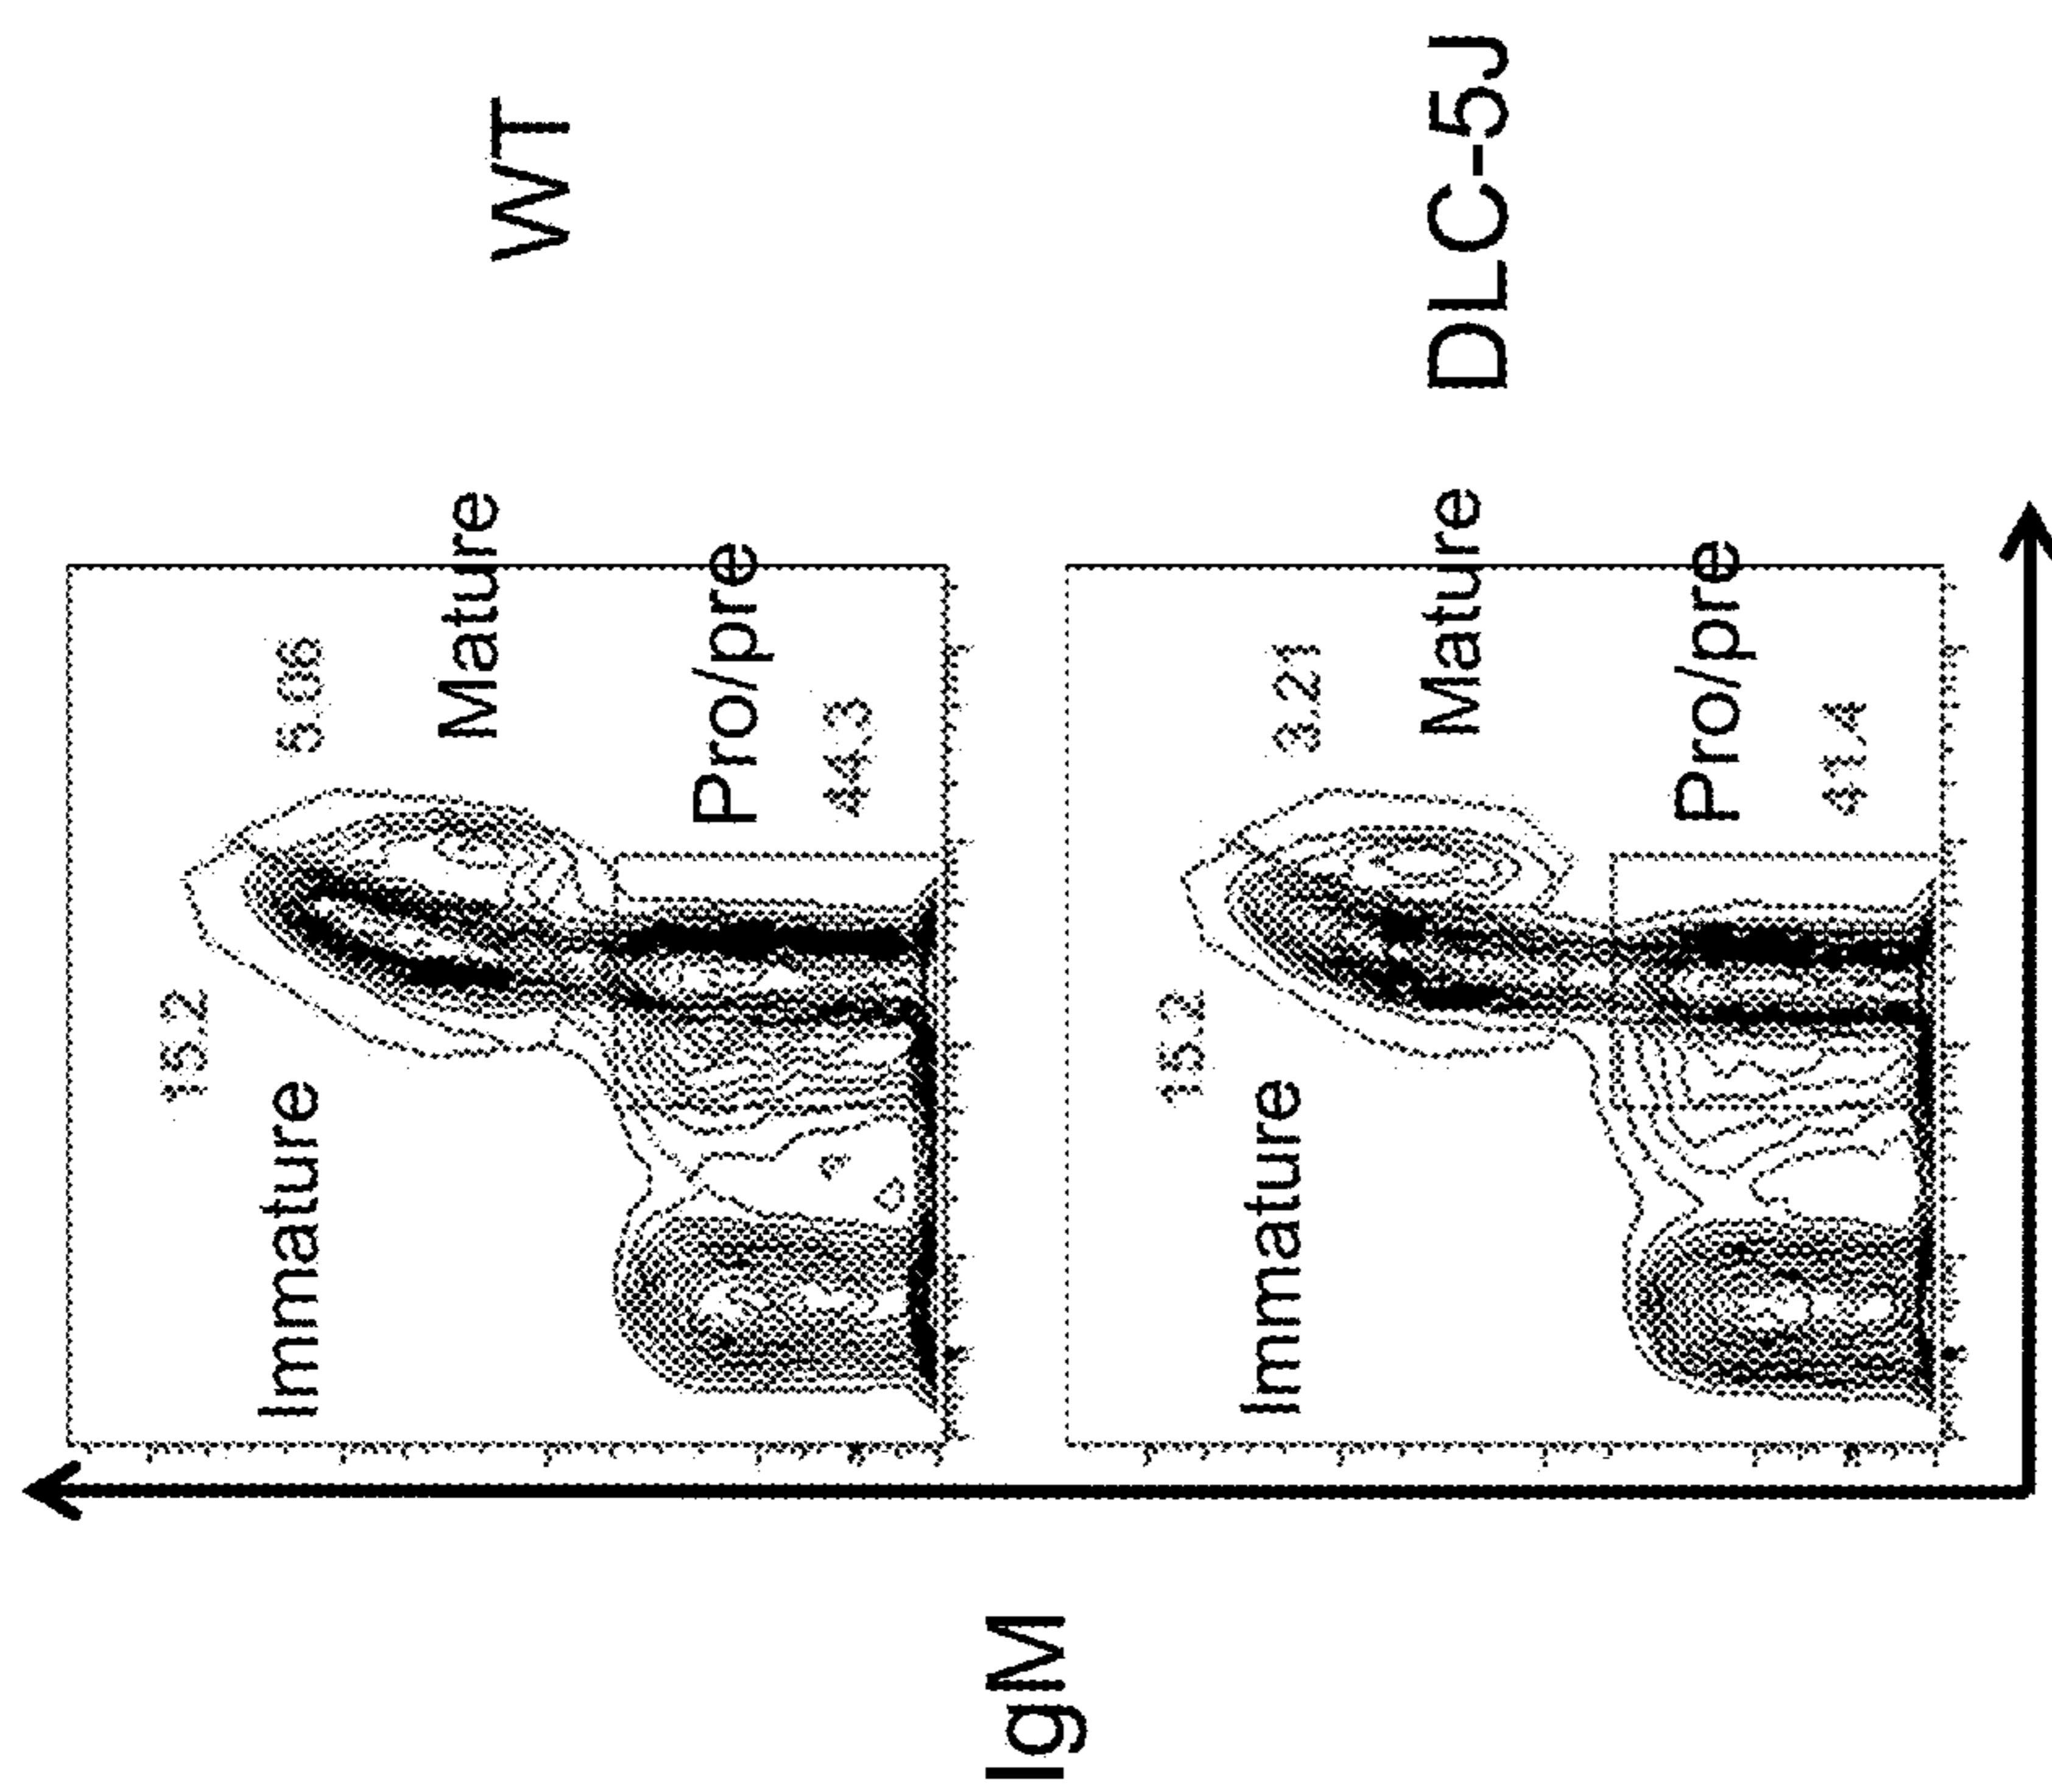 WT
15.2
Immature
5.06
Mature
Pro/pre
44.3
DLC-5J
15.2
Immature
3.21
Mature
Pro/pre
41.4
IgM